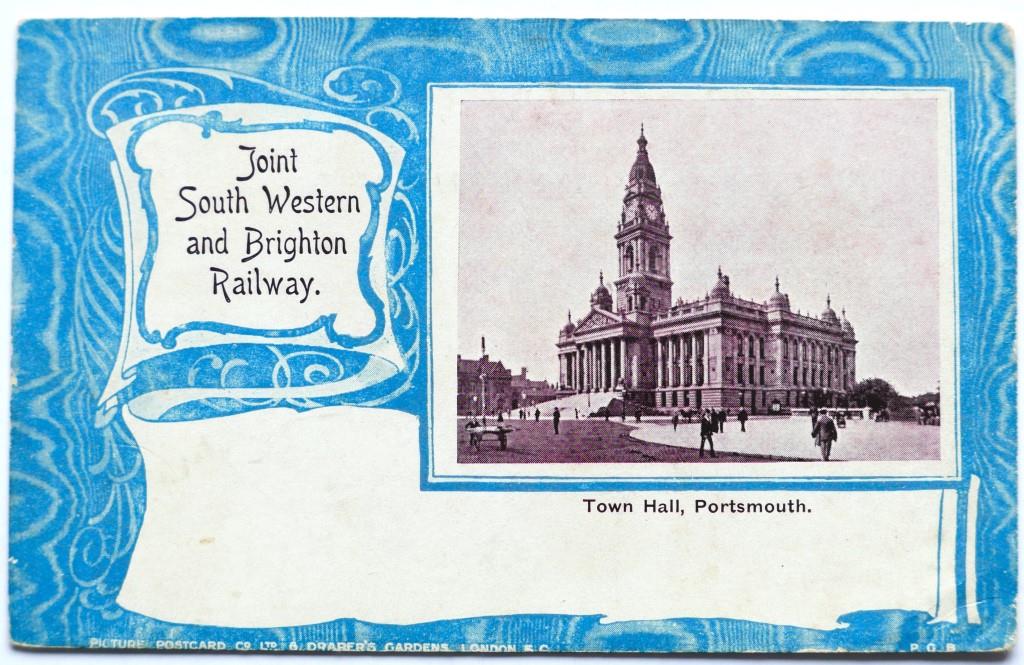 Joint
South Western
and Brighton
Railway.
Town Hall, Portsmouth.
PICTURE POSTCARD CO LTD 6, DRAPER'S GARDENS, LONDON E.C.
P. G. B